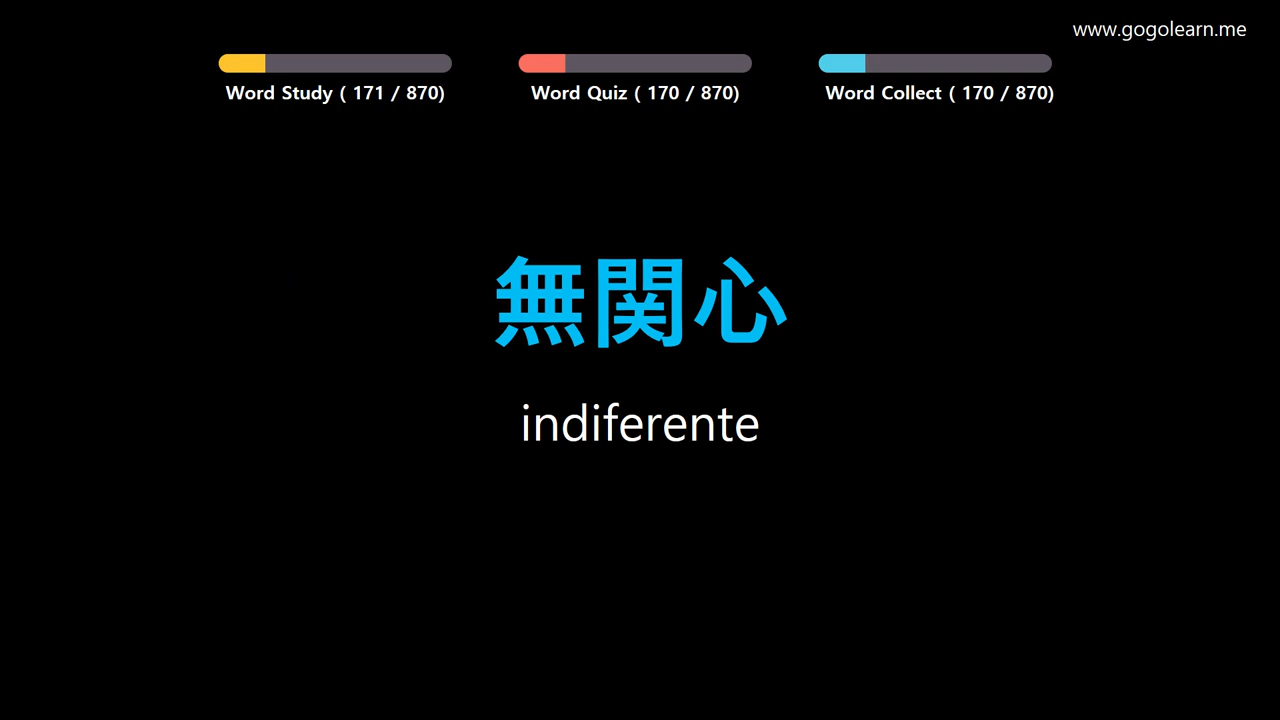 www.gogolearn.me
Word Study ( 171 / 870)
Word Quiz ( 170 / 870)
Word Collect ( 170 / 870)
無関心
indiferente